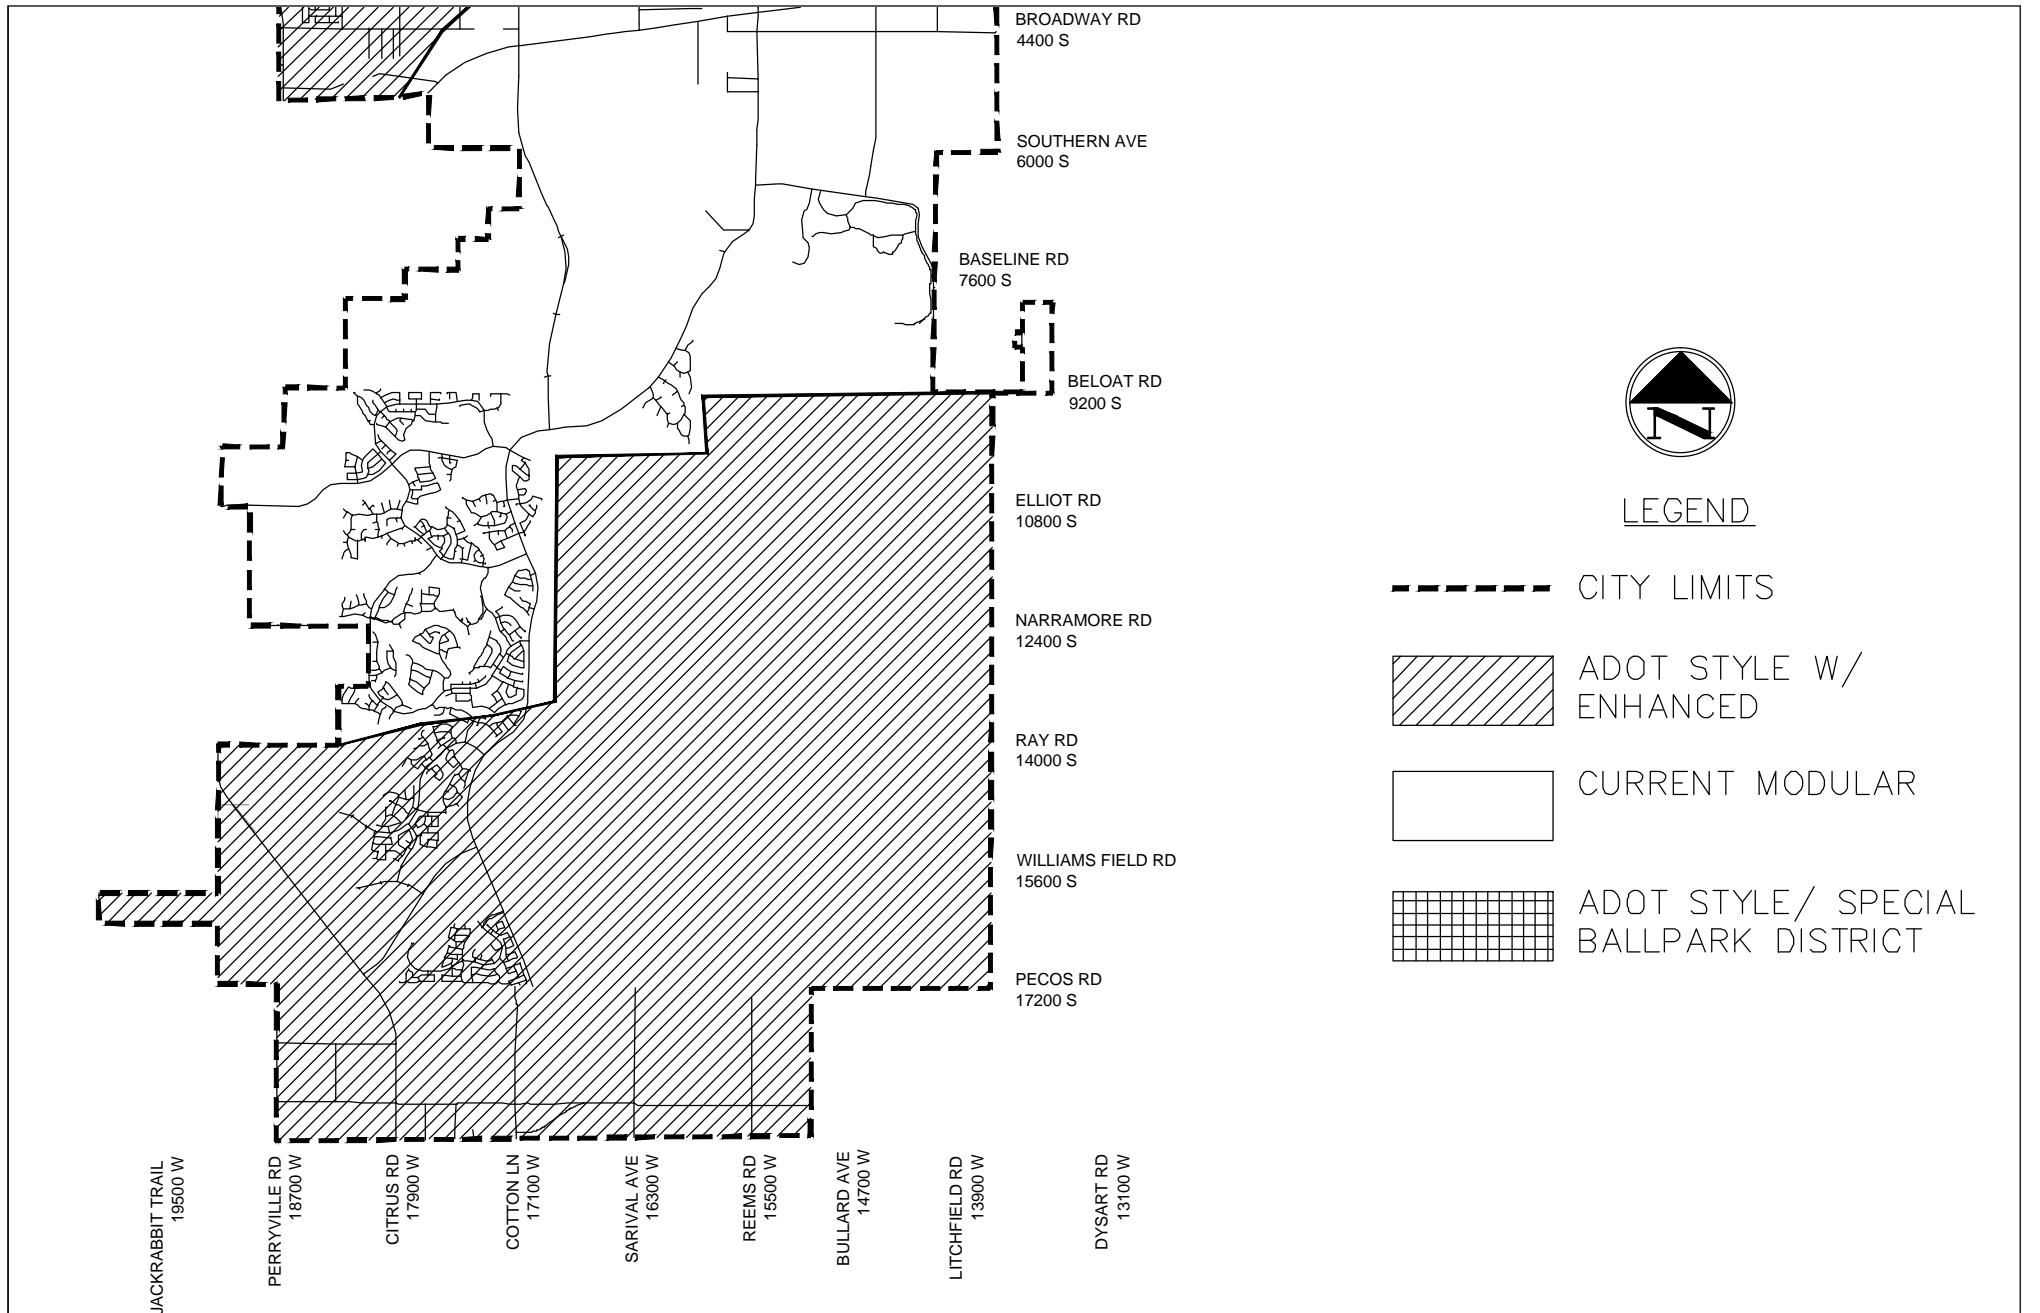 BROADWAY RD
4400 S
SOUTHERN AVE
6000 S
BASELINE RD
7600 S
BELOAT RD
9200 S
ELLIOT RD
10800 S
NARRAMORE RD
12400 S
RAY RD
14000 S
WILLIAMS FIELD RD
15600 S
PECOS RD
17200 S
JACKRABBIT TRAIL
19500 W
PERRYVILLE RD
18700 W
CITRUS RD
17900 W
COTTON LN
17100 W
SARIVAL AVE
16300 W
REEMS RD
15500 W
BULLARD AVE
14700 W
LITCHFIELD RD
13900 W
DYSART RD
13100 W
N
LEGEND
CITY LIMITS
ADOT STYLE W/
ENHANCED
CURRENT MODULAR
ADOT STYLE/ SPECIAL
BALLPARK DISTRICT